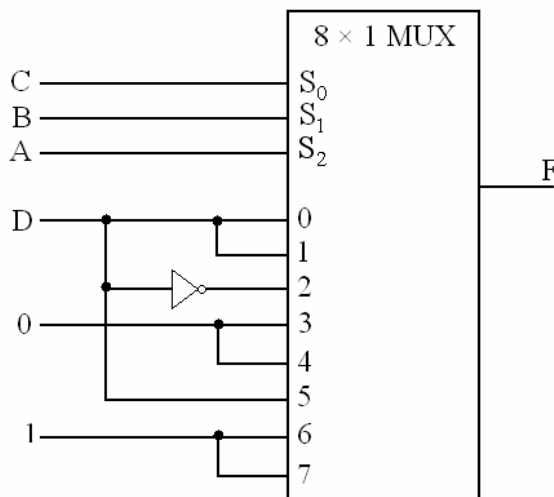 8 × 1 MUX
C S₀
B S₁
A S₂
F
D 0
1
2
0 3
4
5
1 6
7